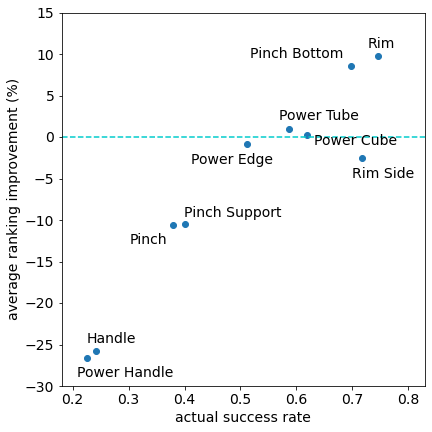 15
10
5
0
−5
−10
−15
−20
−25
−30
average ranking improvement (%)
Rim
Pinch Bottom
Power Tube
Power Cube
Power Edge
Rim Side
Pinch Support
Pinch
Handle
Power Handle
0.2 0.3 0.4 0.5 0.6 0.7 0.8
actual success rate